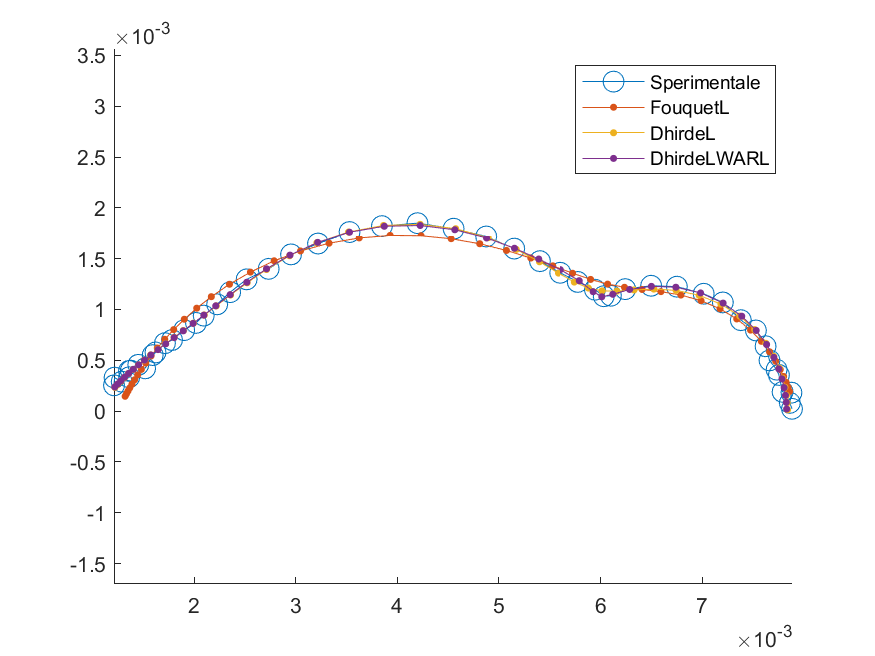 ×10⁻³
3.5
3
2.5
2
1.5
1
0.5
0
-0.5
-1
-1.5
Sperimentale
FouquetL
DhirdeL
DhirdeLWARL
2 3 4 5 6 7
×10⁻³